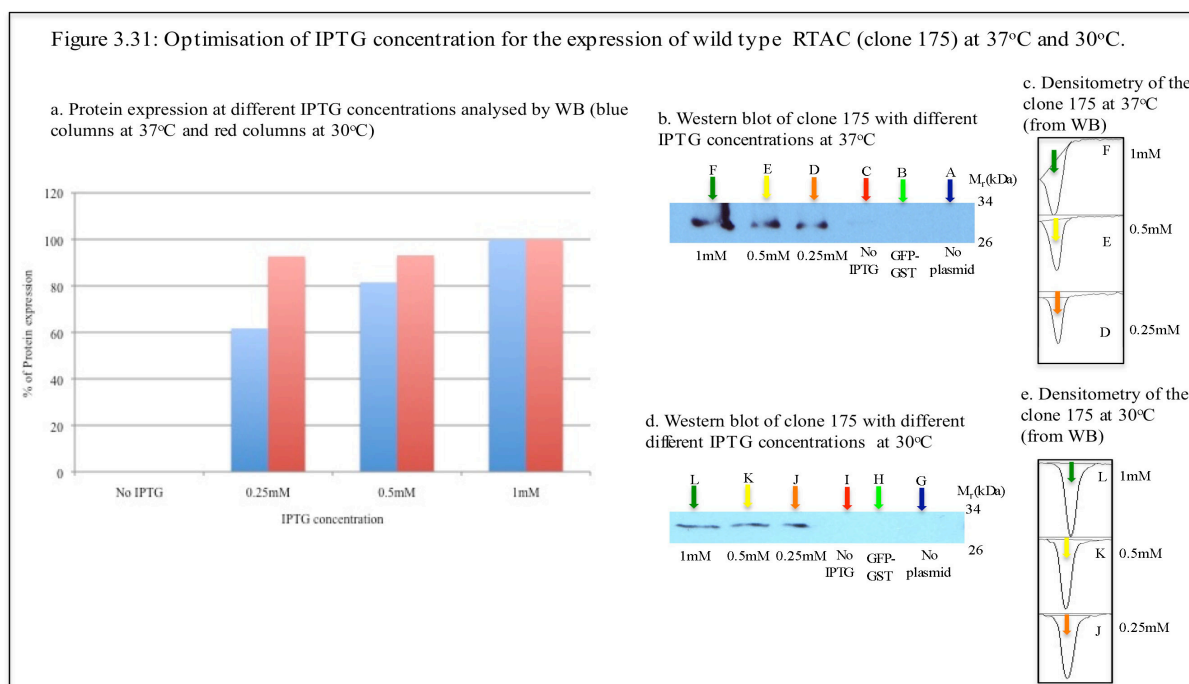 Figure 3.31: Optimisation of IPTG concentration for the expression of wild type RTAC (clone 175) at 37°C and 30°C.
a. Protein expression at different IPTG concentrations analysed by WB (blue
columns at 37°C and red columns at 30°C)
120
100
80
60
40
20
0
% of Protein expression
No IPTG 0.25mM 0.5mM 1mM
IPTG concentration
b. Western blot of clone 175 with different
IPTG concentrations at 37°C
F E D C B A
Mr(kDa)
34
26
1mM 0.5mM 0.25mM No IPTG GFP-GST No plasmid
c. Densitometry of the
clone 175 at 37°C
(from WB)
F 1mM
E 0.5mM
D 0.25mM
d. Western blot of clone 175 with different
different IPTG concentrations at 30°C
L K J I H G
Mr(kDa)
34
26
1mM 0.5mM 0.25mM No IPTG GFP-GST No plasmid
e. Densitometry of the
clone 175 at 30°C
(from WB)
L 1mM
K 0.5mM
J 0.25mM